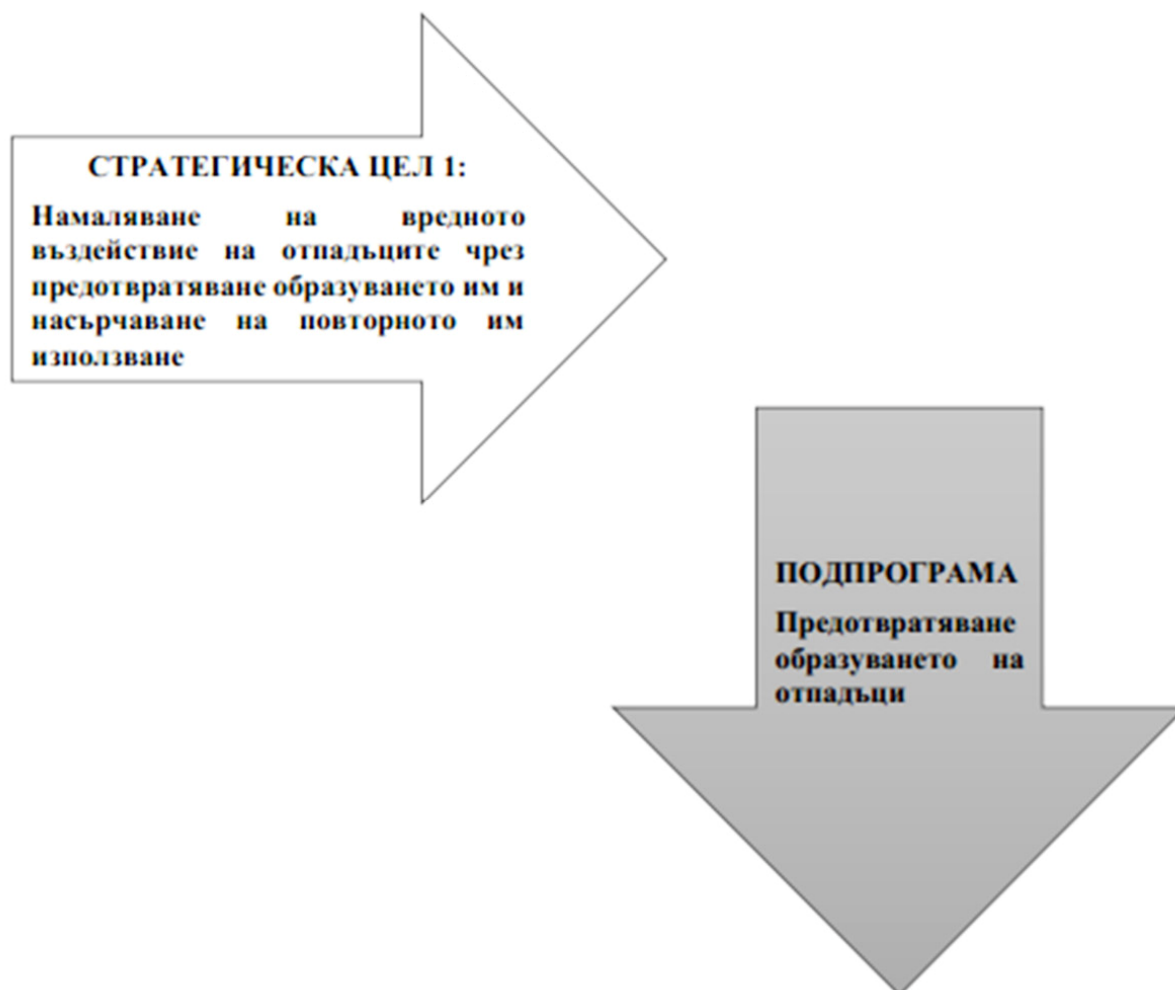 СТРАТЕГИЧЕСКА ЦЕЛ 1:
Намаляване на вредното
въздействие на отпадъците чрез
предотвратяване образуването им и
насърчаване на повторното им
използване
ПОДПРОГРАМА
Предотвратяване
образуването на
отпадъци